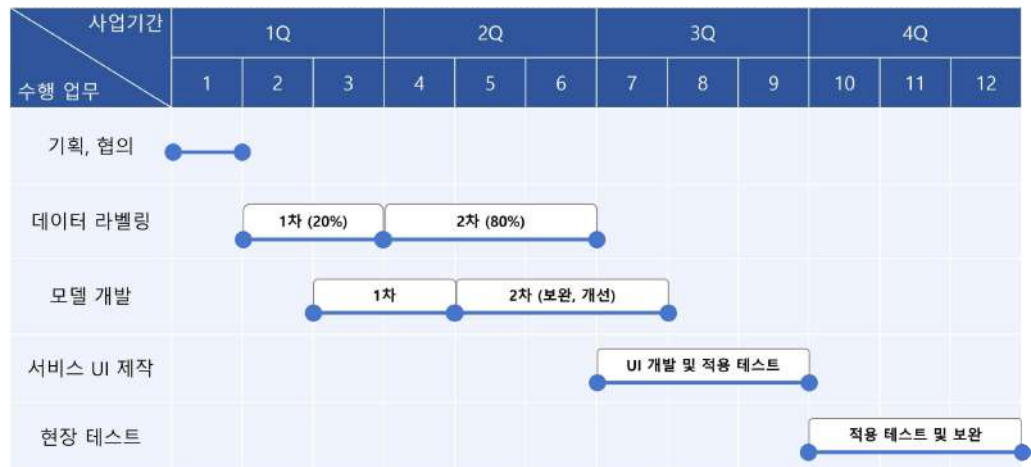 사업기간
수행 업무
1Q 2Q 3Q 4Q
1 2 3 4 5 6 7 8 9 10 11 12
기획, 협의
데이터 라벨링 1차 (20%) 2차 (80%)
모델 개발 1차 2차 (보완, 개선)
서비스 UI 제작 UI 개발 및 적용 테스트
현장 테스트 적용 테스트 및 보완